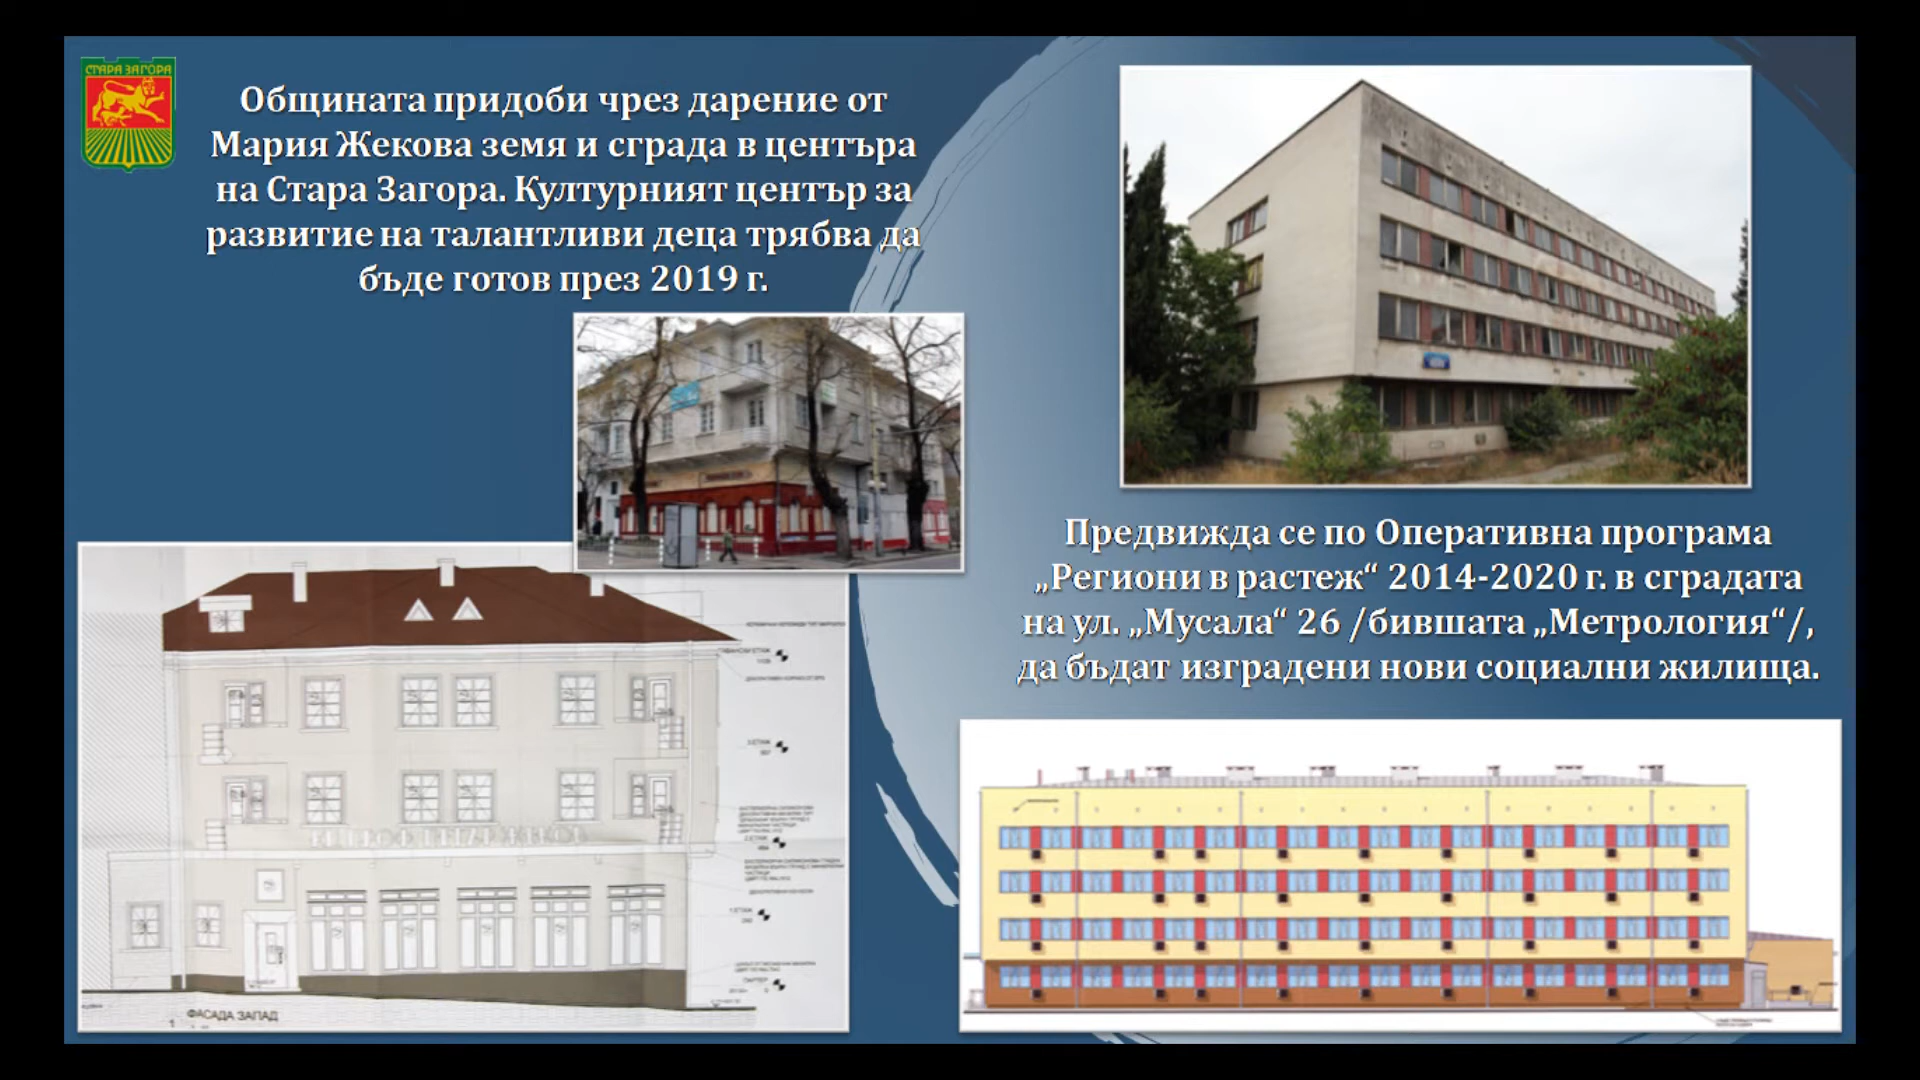 СТАРА ЗАГОРА
Общината придоби чрез дарение от
Мария Жекова земя и сграда в центъра
на Стара Загора. Културният център за
развитие на талантливи деца трябва да
бъде готов през 2019 г.
Предвижда се по Оперативна програма
„Региони в растеж“ 2014-2020 г. в сградата
на ул. „Мусала“ 26 /бившата „Метрология“/,
да бъдат изградени нови социални жилища.
ФАСАДА ЗАПАД